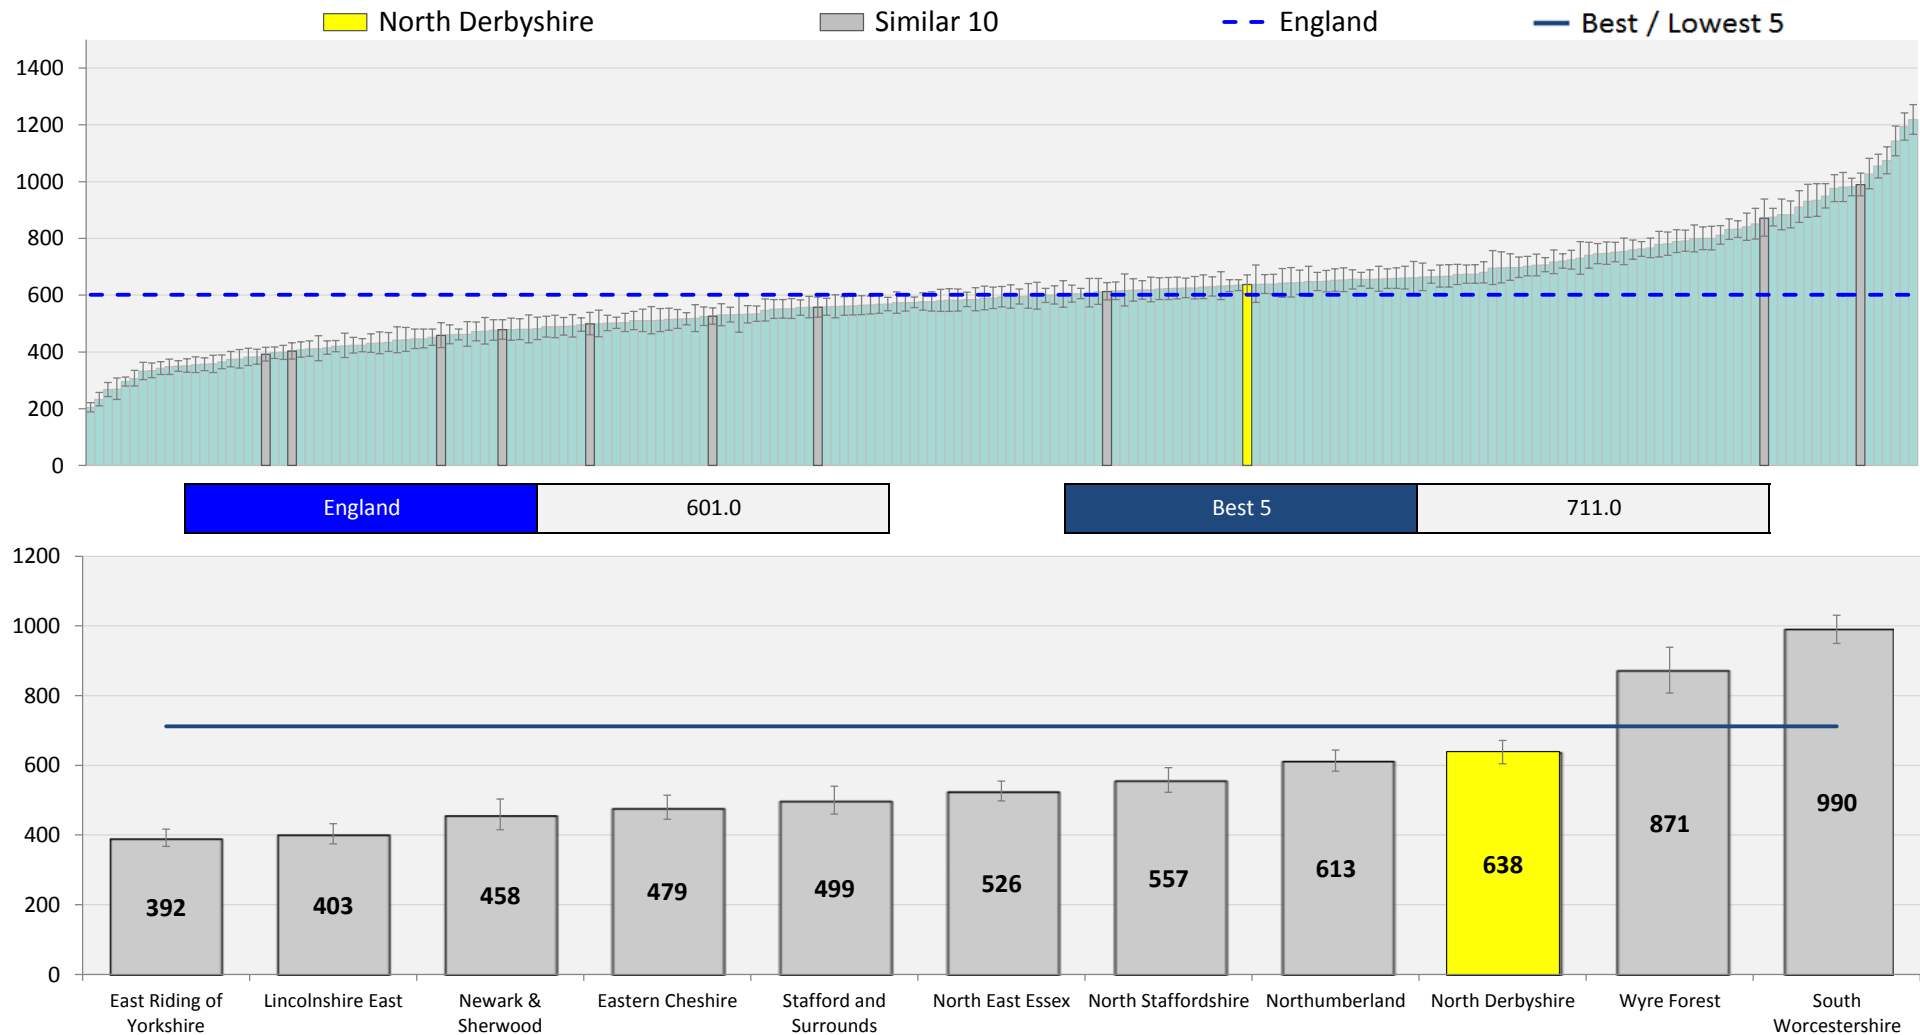 North Derbyshire
Similar 10
England
Best / Lowest 5
1400
1200
1000
800
600
400
200
0
England
601.0
Best 5
711.0
1200
1000
800
600
400
200
0
392
403
458
479
499
526
557
613
638
871
990
East Riding of
Yorkshire
Lincolnshire East
Newark &
Sherwood
Eastern Cheshire
Stafford and
Surrounds
North East Essex
North Staffordshire
Northumberland
North Derbyshire
Wyre Forest
South
Worcestershire